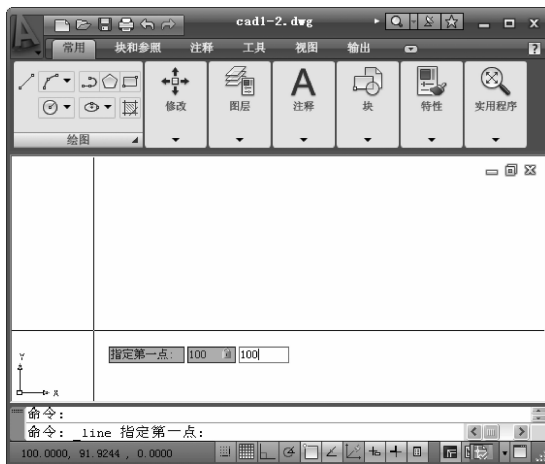 cad1-2.dwg
常用 块和参照 注释 工具 视图 输出
修改 图层 注释 块 特性 实用程序
绘图
指定第一点: 100 100
Y
X
命令:
命令: _line 指定第一点:
100.0000, 91.9244 , 0.0000